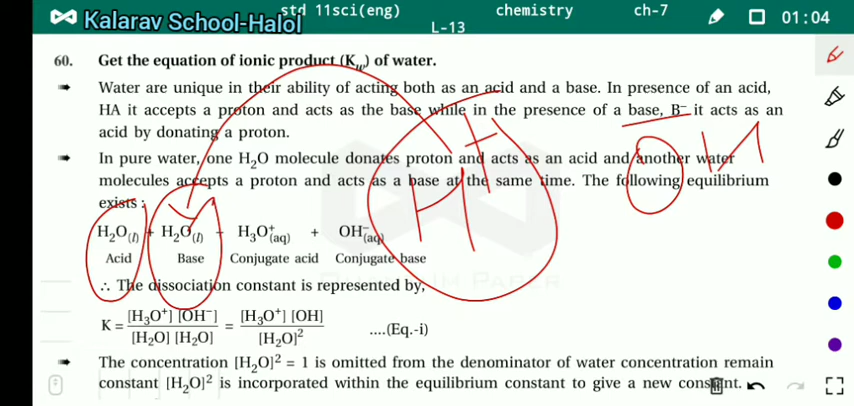 Kalarav School-Halol std 11sci(eng) chemistry ch-7 01:04
L-13
60. Get the equation of ionic product (K_w) of water.
Water are unique in their ability of acting both as an acid and a base. In presence of an acid,
HA it accepts a proton and acts as the base while in the presence of a base, B⁻ it acts as an
acid by donating a proton.
In pure water, one H₂O molecule donates proton and acts as an acid and another water
molecules accepts a proton and acts as a base at the same time. The following equilibrium
exists :
H₂O(l) + H₂O(l) H₃O⁺(aq) + OH⁻(aq)
Acid Base Conjugate acid Conjugate base
∴ The dissociation constant is represented by,
K = [H₃O⁺] [OH⁻] / [H₂O] [H₂O] = [H₃O⁺] [OH] / [H₂O]² ....(Eq.-i)
The concentration [H₂O]² = 1 is omitted from the denominator of water concentration remain
constant [H₂O]² is incorporated within the equilibrium constant to give a new constant.
H+
OH